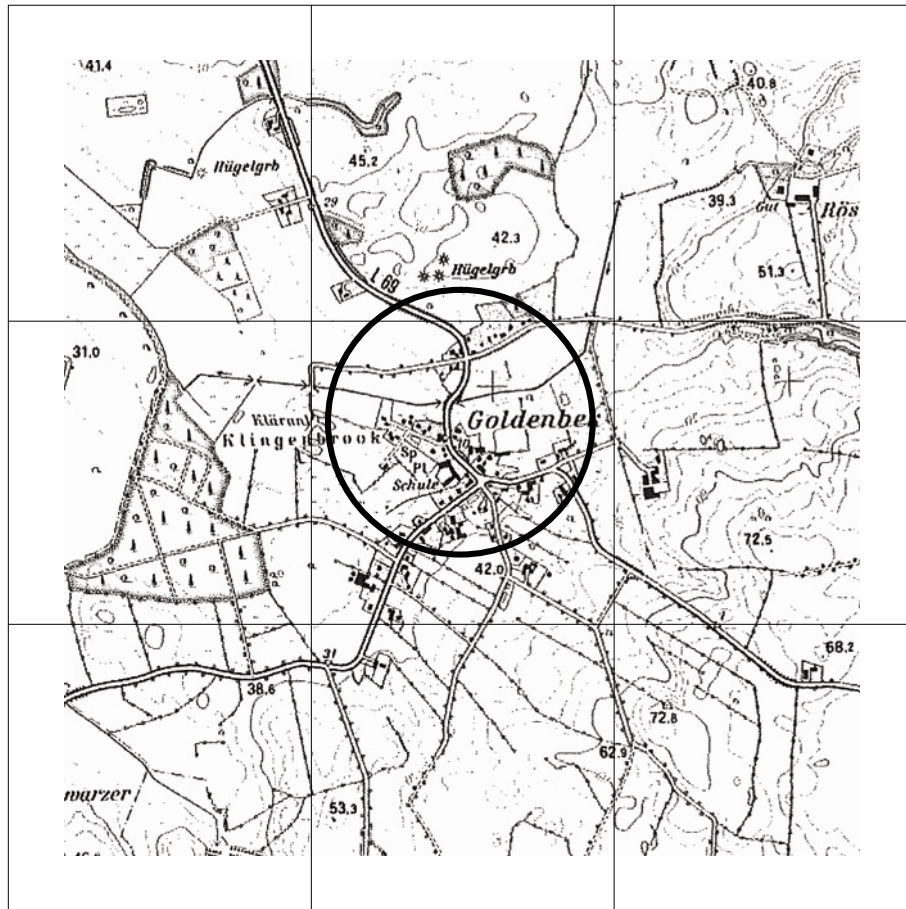 41.4
40.8
45.2
Hügelgrb
29
39.3
Gut
Rös
42.3
Hügelgrb
51.3
L 69
31.0
Klärunl
Goldenbek
Klingenbrook
Sp
Pl
Schule
72.5
42.0
31
68.2
38.6
72.8
62.9
warzer
53.3